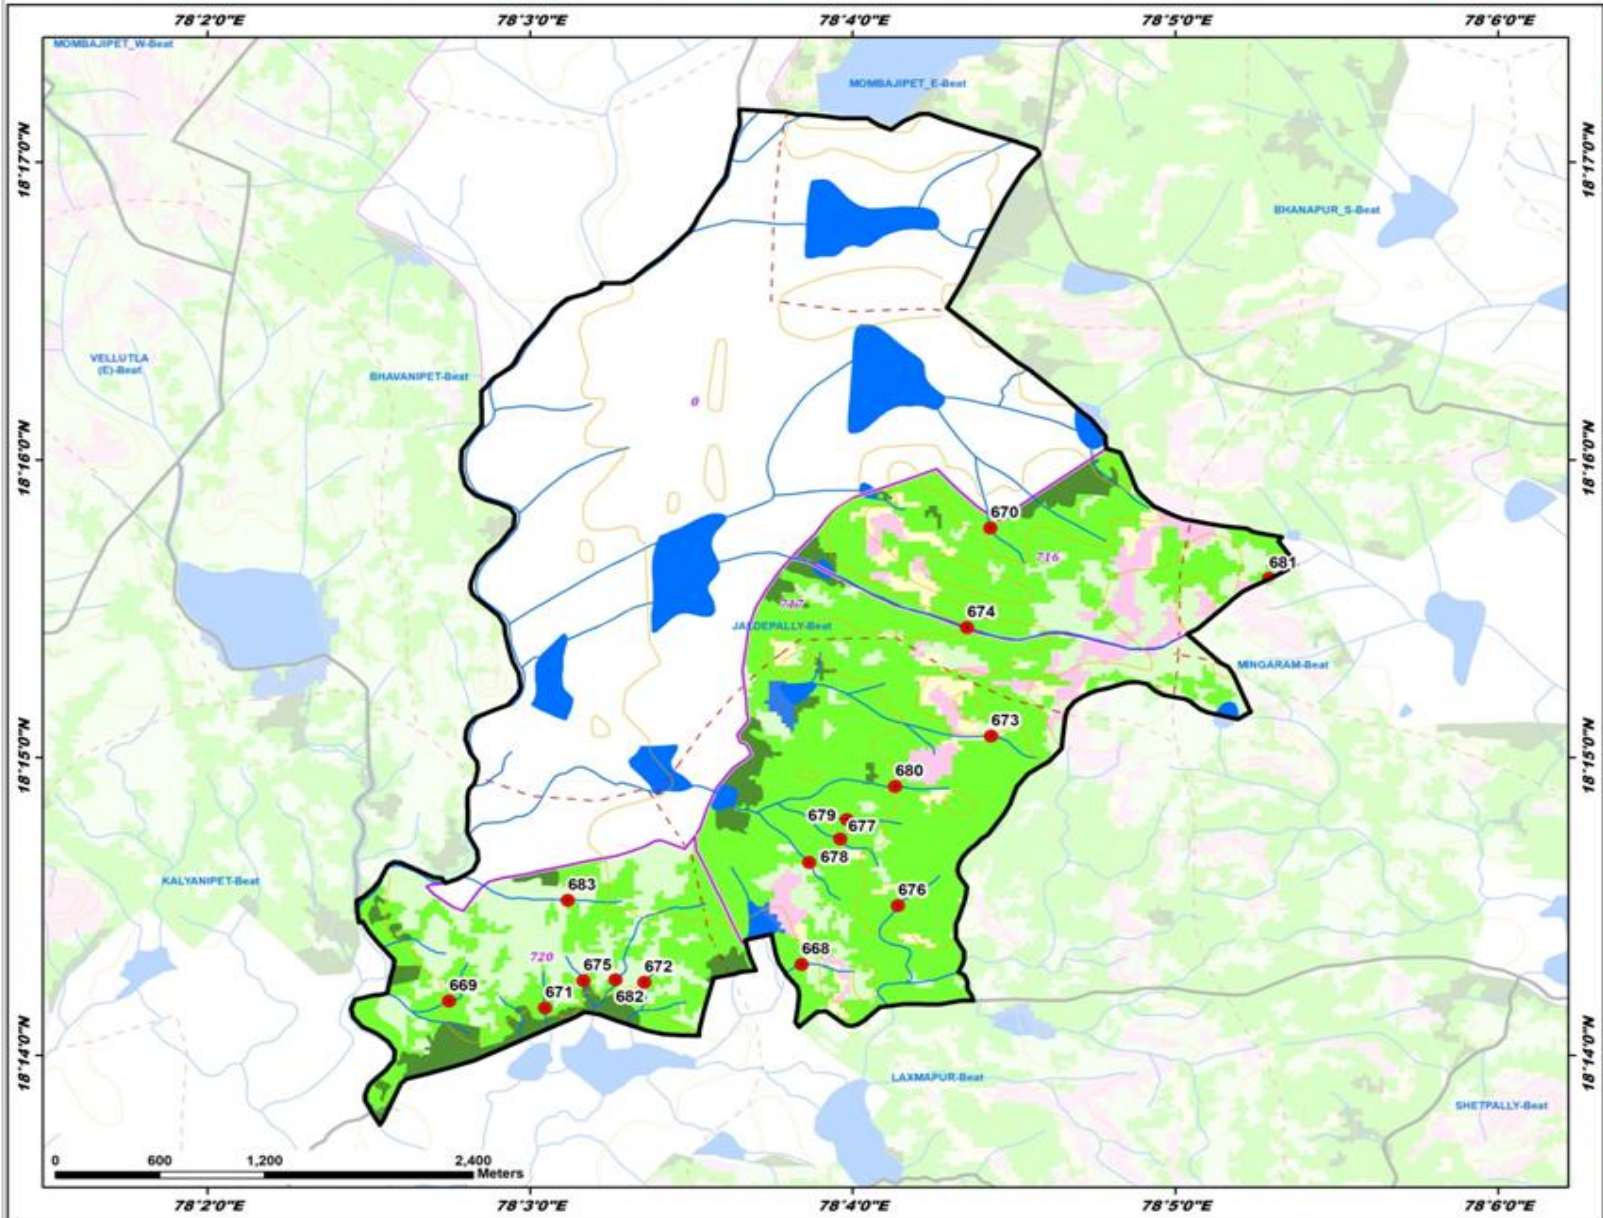 78°2'0"E 78°3'0"E 78°4'0"E 78°5'0"E 78°6'0"E
MOMBAJIPET_W-Beat
MOMBAJIPET_E-Beat
18°17'0"N
18°17'0"N
BHANAPUR_S-Beat
VELLUTLA
(E)-Beat
BHAVANIPET-Beat
0
18°16'0"N
18°16'0"N
670
716
681
747
674
JALDEPALLY-Beat
MINGARAM-Beat
673
18°15'0"N
18°15'0"N
680
679
677
678
KALYANIPET-Beat
683
676
668
720
675
672
669
671
682
18°14'0"N
18°14'0"N
LAXMAPUR-Beat
SHETPALLY-Beat
0 600 1,200 2,400
Meters
78°2'0"E 78°3'0"E 78°4'0"E 78°5'0"E 78°6'0"E